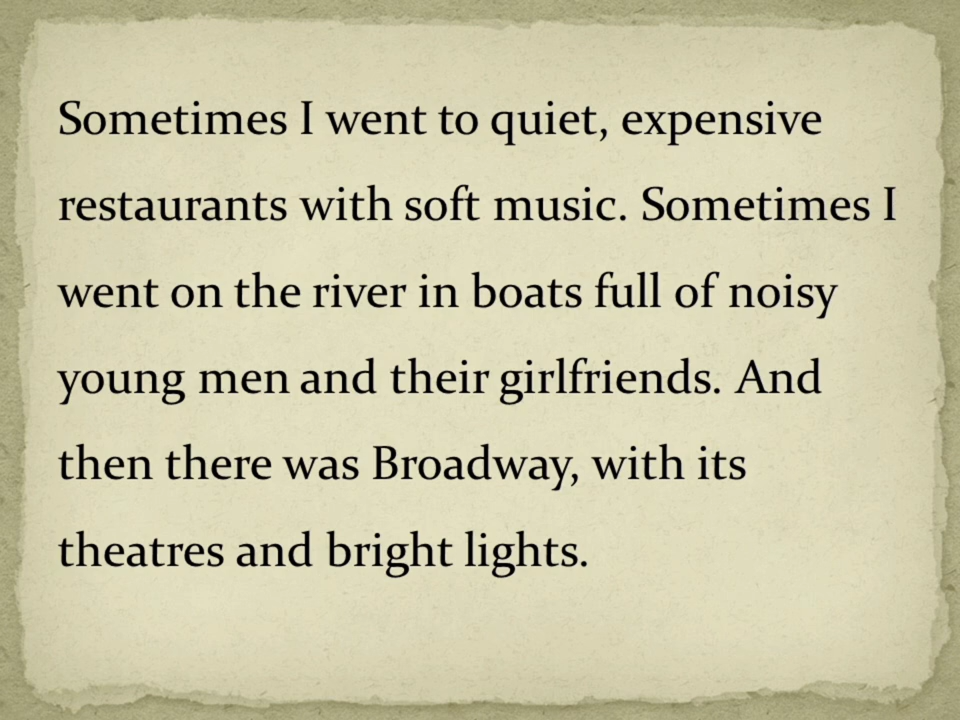 Sometimes I went to quiet, expensive
restaurants with soft music. Sometimes I
went on the river in boats full of noisy
young men and their girlfriends. And
then there was Broadway, with its
theatres and bright lights.